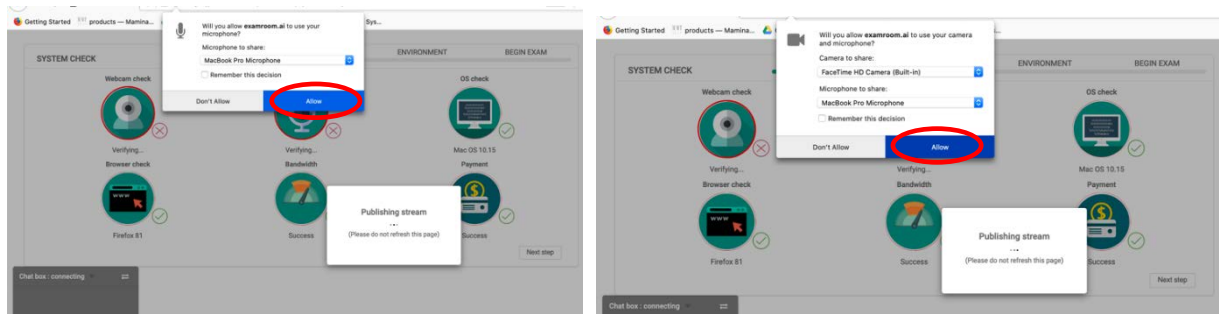 Getting Started
products — Mamina...
Sys...
Will you allow examroom.ai to use your
microphone?
Microphone to share:
MacBook Pro Microphone
Remember this decision
Don't Allow
Allow
SYSTEM CHECK
ENVIRONMENT
BEGIN EXAM
Webcam check
OS check
Verifying...
Verifying...
Mac OS 10.15
Browser check
Bandwidth
Payment
www
Firefox 81
Success
Success
Publishing stream
(Please do not refresh this page)
Next step
Chat box : connecting
Getting Started
products — Mamina...
Will you allow examroom.ai to use your camera
and microphone?
Camera to share:
FaceTime HD Camera (Built-in)
Microphone to share:
MacBook Pro Microphone
Remember this decision
Don't Allow
Allow
SYSTEM CHECK
ENVIRONMENT
BEGIN EXAM
Webcam check
OS check
Verifying...
Verifying...
Mac OS 10.15
Browser check
Bandwidth
Payment
www
Firefox 81
Success
Success
Publishing stream
(Please do not refresh this page)
Next step
Chat box : connecting